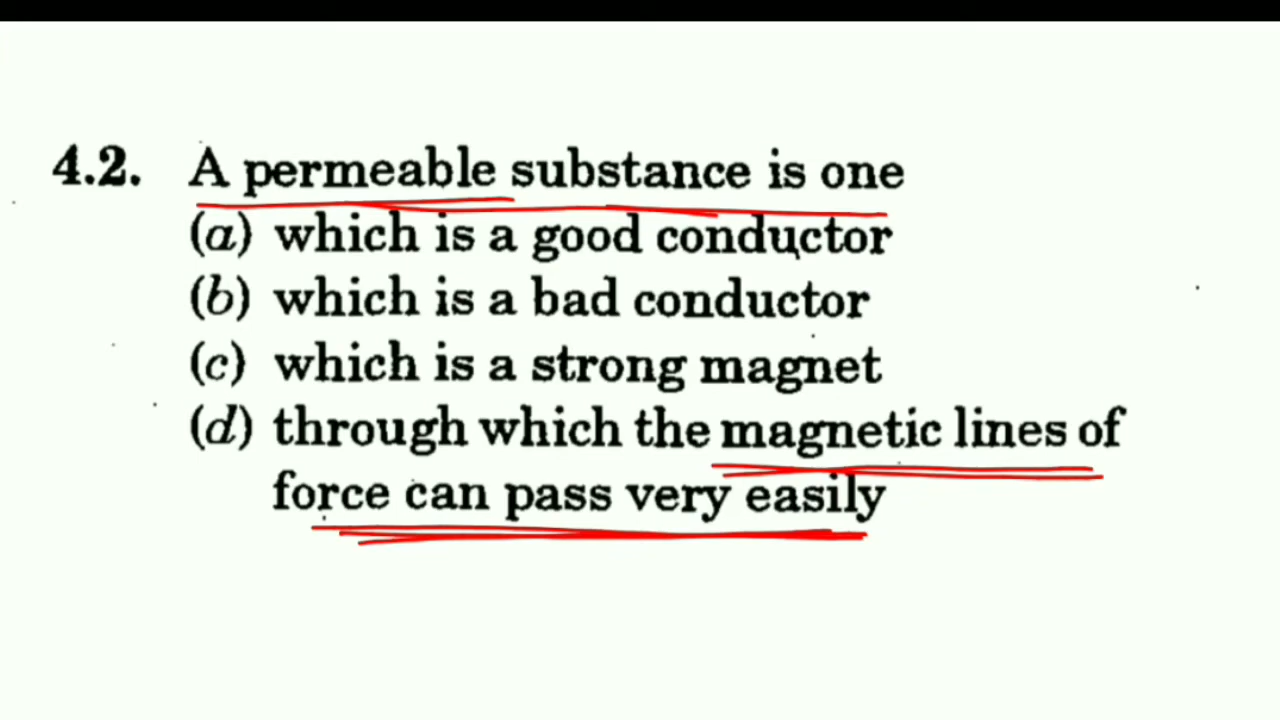 4.2. A permeable substance is one
(a) which is a good conductor
(b) which is a bad conductor
(c) which is a strong magnet
(d) through which the magnetic lines of
force can pass very easily